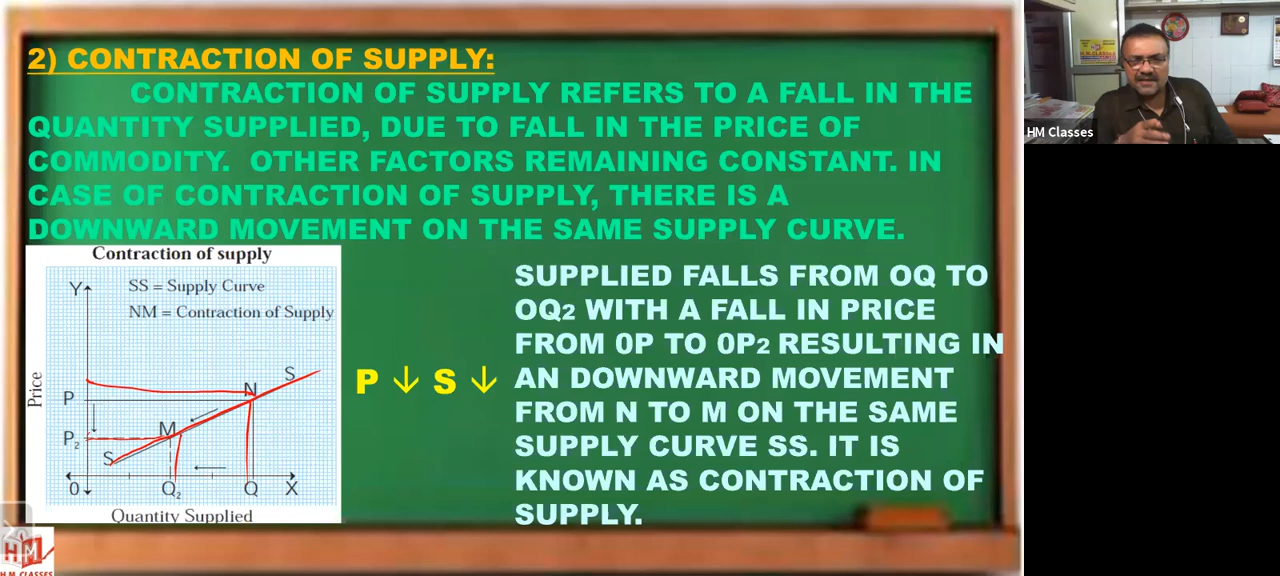 2) CONTRACTION OF SUPPLY:
CONTRACTION OF SUPPLY REFERS TO A FALL IN THE
QUANTITY SUPPLIED, DUE TO FALL IN THE PRICE OF
COMMODITY. OTHER FACTORS REMAINING CONSTANT. IN
CASE OF CONTRACTION OF SUPPLY, THERE IS A
DOWNWARD MOVEMENT ON THE SAME SUPPLY CURVE.
Contraction of supply
Y
SS = Supply Curve
NM = Contraction of Supply
Price
S
N
P
M
P2
S
0
Q2
Q
X
Quantity Supplied
P ↓ S ↓
SUPPLIED FALLS FROM OQ TO
OQ2 WITH A FALL IN PRICE
FROM 0P TO 0P2 RESULTING IN
AN DOWNWARD MOVEMENT
FROM N TO M ON THE SAME
SUPPLY CURVE SS. IT IS
KNOWN AS CONTRACTION OF
SUPPLY.
HM
H.M. CLASSES
HM Classes